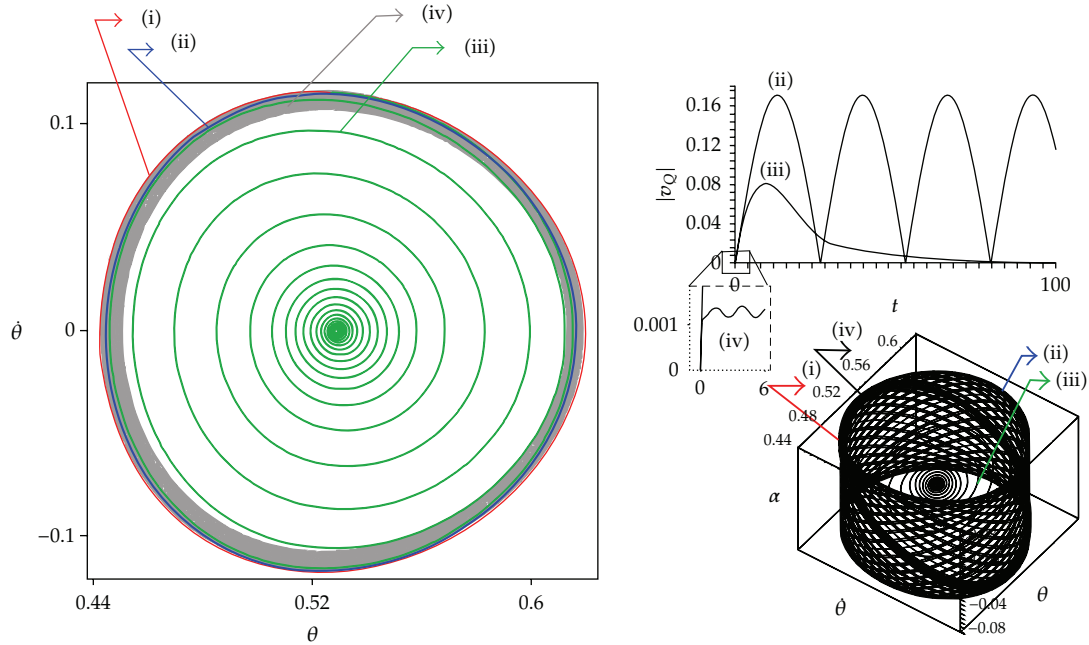 (i)
(ii)
(iv)
(iii)
0.1
0
−0.1
θ̇
0.44
0.52
0.6
θ
(ii)
(iii)
0.16
0.12
0.08
0.04
0
|v_Q|
0
100
t
0.001
0
(iv)
0
6
(iv)
(i)
(ii)
(iii)
0.6
0.56
0.52
0.48
0.44
α
θ̇
θ
−0.04
−0.08